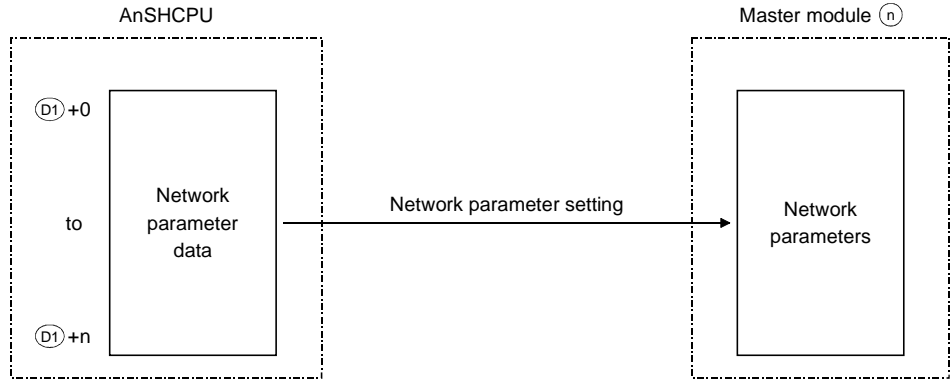 AnSHCPU
Master module n
D1 +0
to
D1 +n
Network
parameter
data
Network parameter setting
Network
parameters